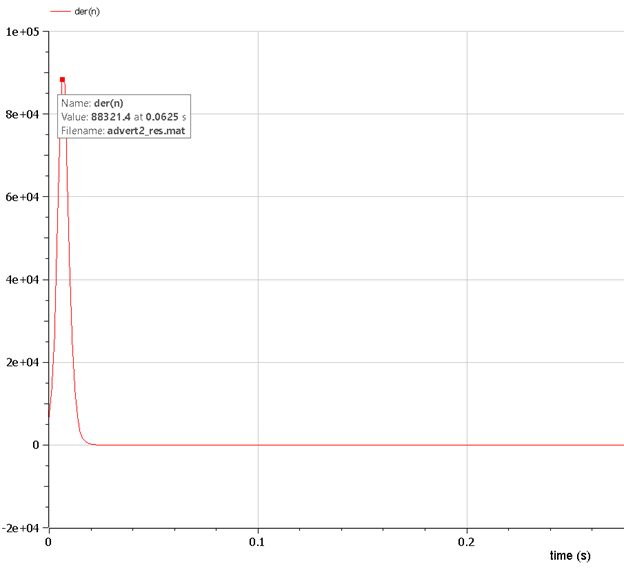 der(n)
1e+05
Name: der(n)
Value: 88321.4 at 0.0625 s
Filename: advert2_res.mat
8e+04
6e+04
4e+04
2e+04
0
-2e+04
0
0.1
0.2
time (s)